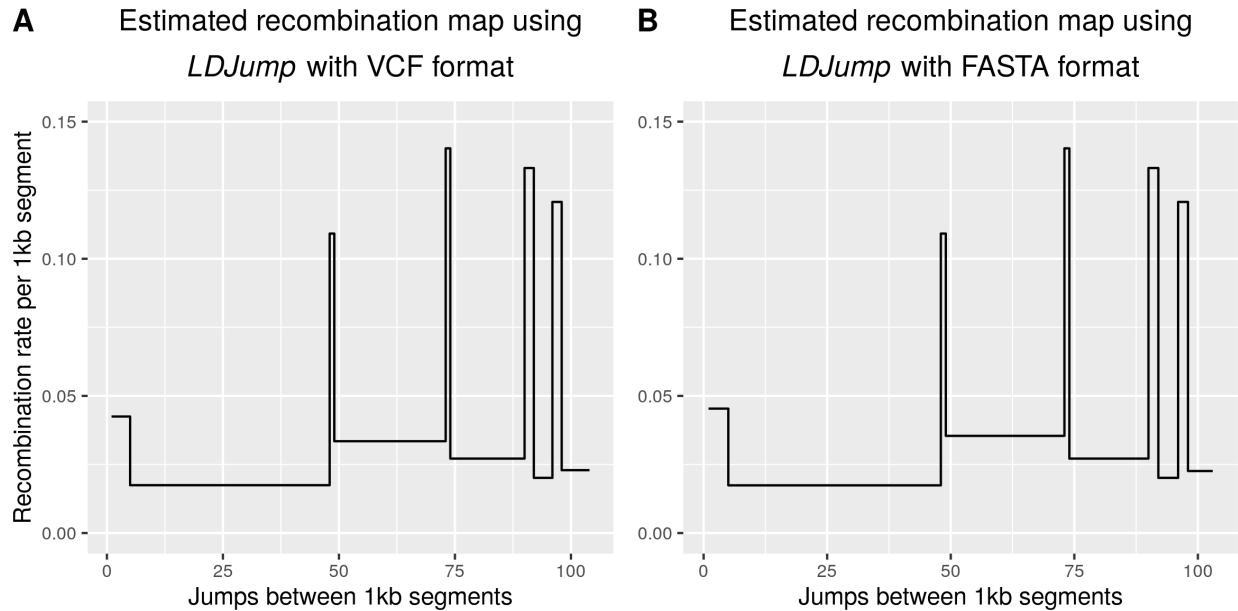 A Estimated recombination map using
LDJump with VCF format
Recombination rate per 1kb segment
0.15
0.10
0.05
0.00
0 25 50 75 100
Jumps between 1kb segments
B Estimated recombination map using
LDJump with FASTA format
0.15
0.10
0.05
0.00
0 25 50 75 100
Jumps between 1kb segments